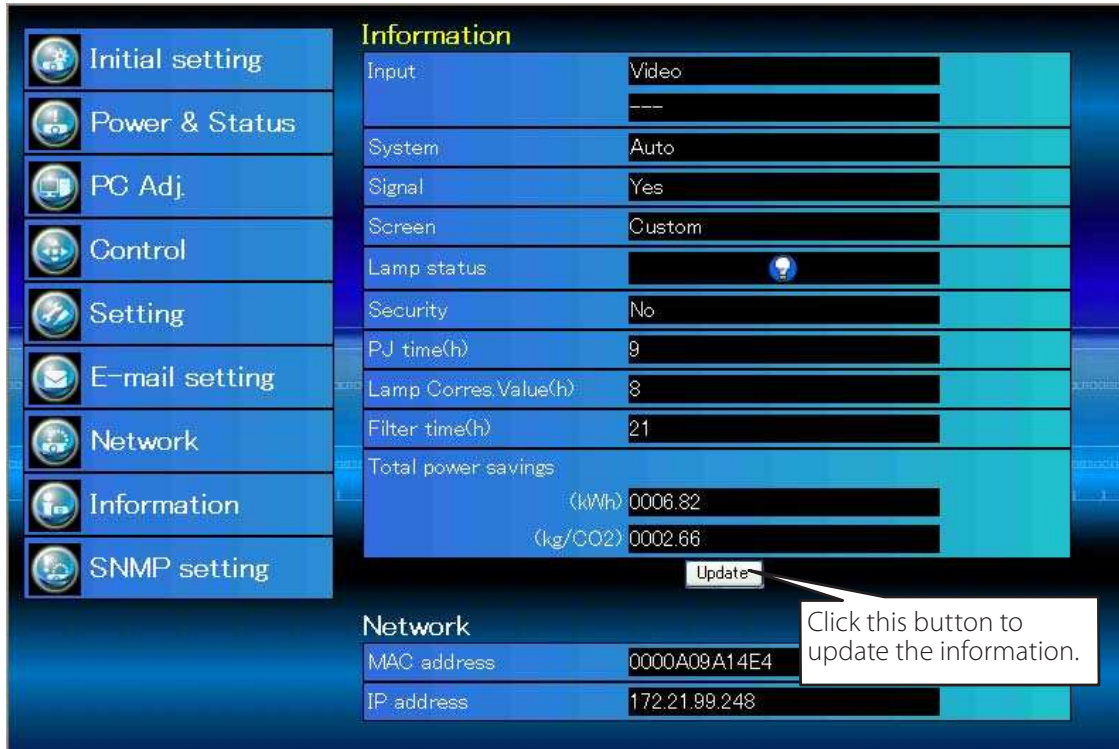 Initial setting
Power & Status
PC Adj.
Control
Setting
E-mail setting
Network
Information
SNMP setting
Information
Input Video
---
System Auto
Signal Yes
Screen Custom
Lamp status
Security No
PJ time(h) 9
Lamp Corres.Value(h) 8
Filter time(h) 21
Total power savings
(kWh) 0006.82
(kg/CO2) 0002.66
Update
Click this button to
update the information.
Network
MAC address 0000A09A14E4
IP address 172.21.99.248